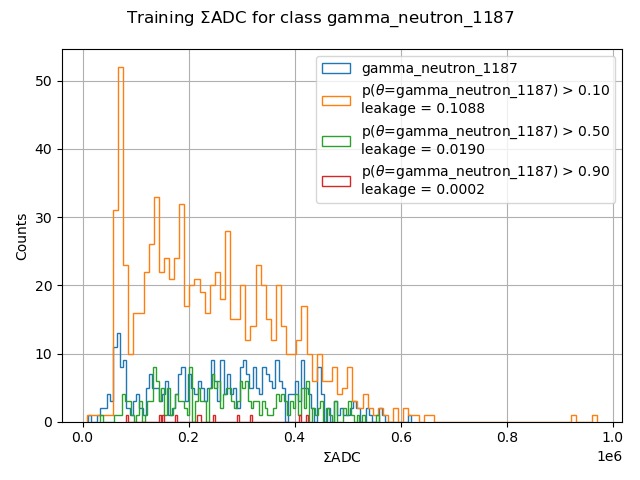 Training ΣADC for class gamma_neutron_1187
gamma_neutron_1187
p(θ=gamma_neutron_1187) > 0.10
leakage = 0.1088
p(θ=gamma_neutron_1187) > 0.50
leakage = 0.0190
p(θ=gamma_neutron_1187) > 0.90
leakage = 0.0002
Counts
50
40
30
20
10
0
0.0 0.2 0.4 0.6 0.8 1.0
1e6
ΣADC